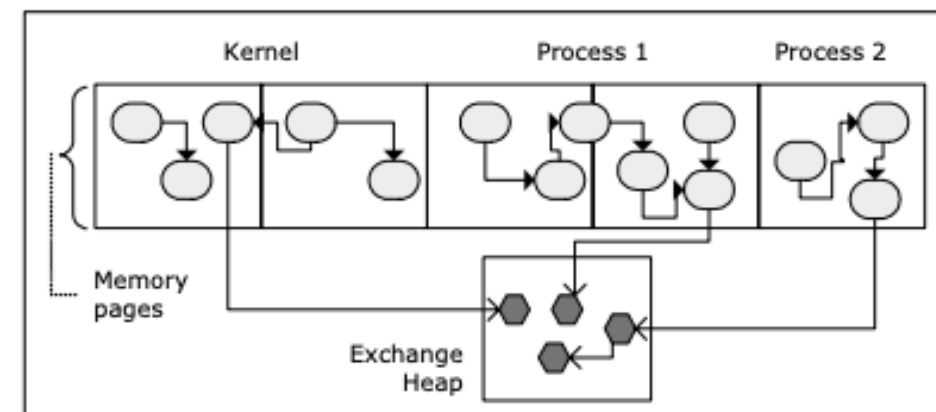 Kernel
Process 1
Process 2
Memory
pages
Exchange
Heap